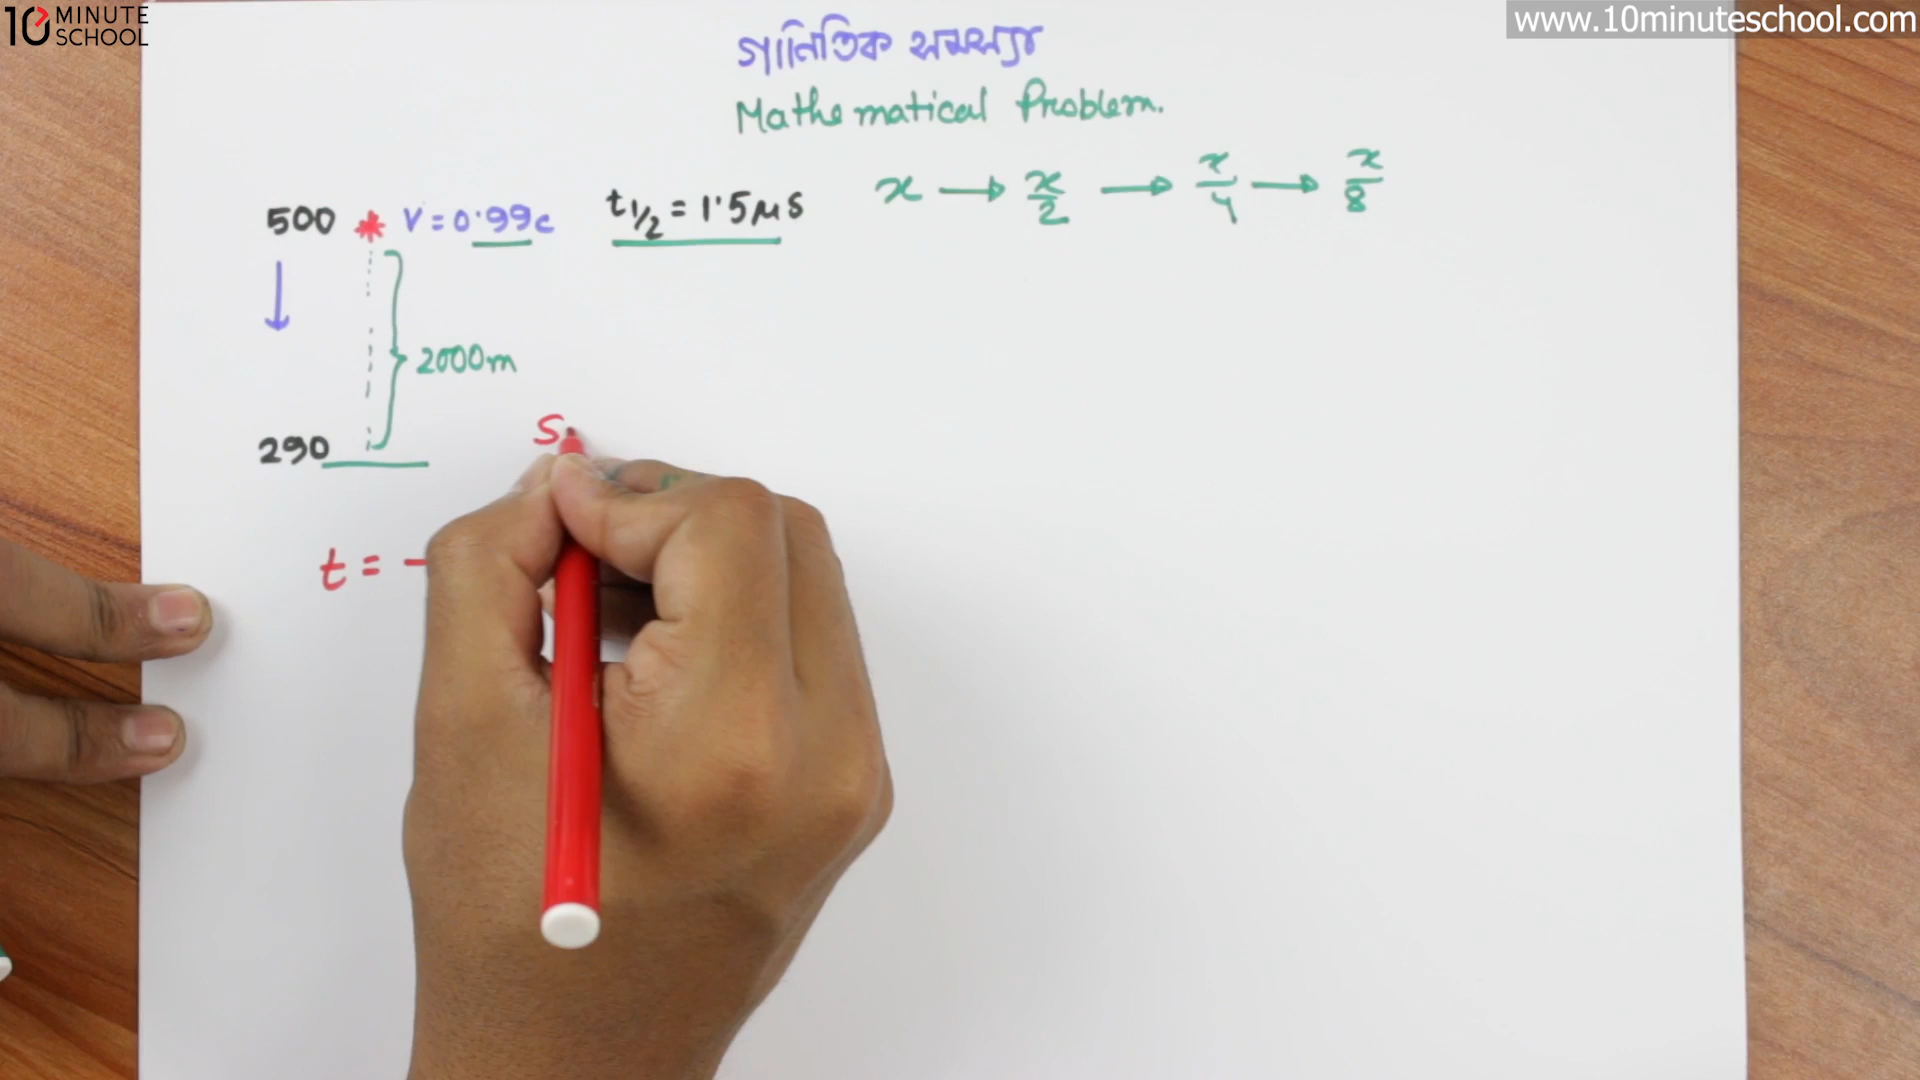 10 MINUTE SCHOOL
www.10minuteschool.com
গানিতিক সমস্যা
Mathematical Problem.
500 V = 0.99c t1/2 = 1.5μs x → x/2 → x/4 → x/8
2000m
290
S
t = -